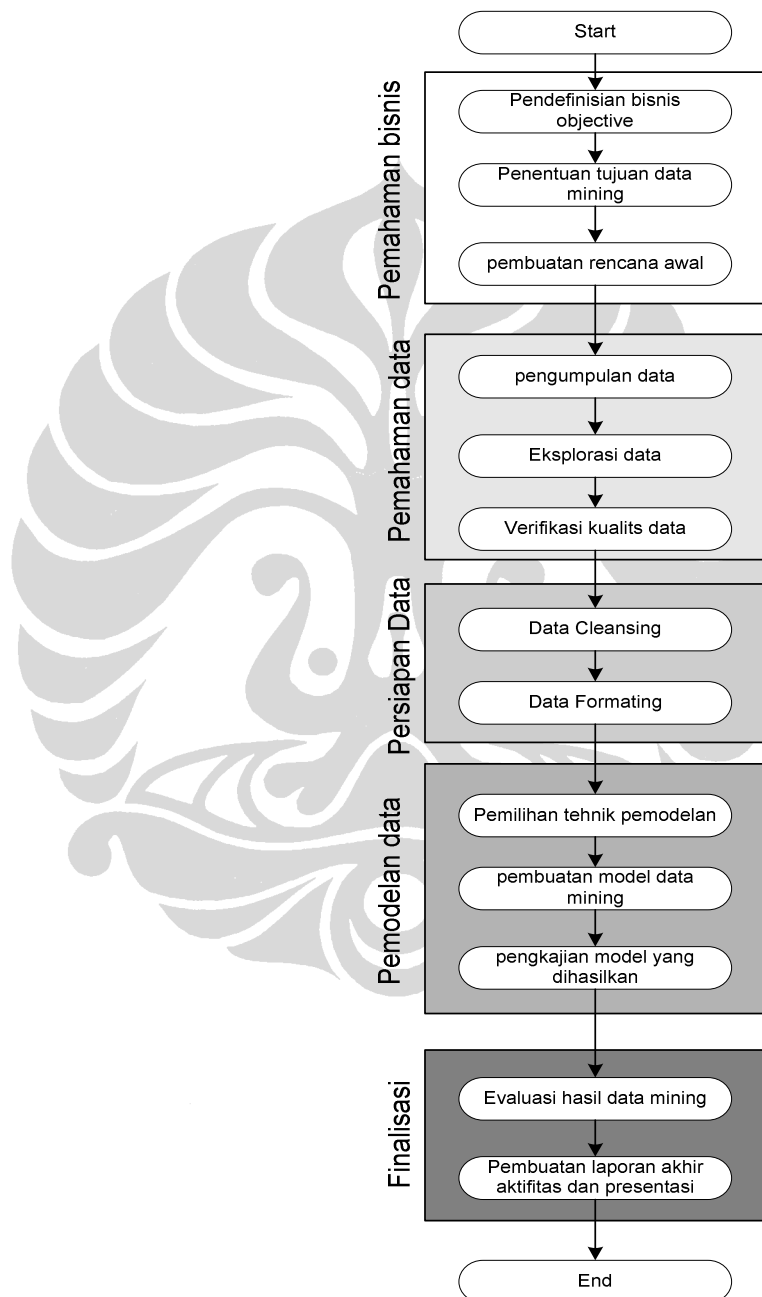 Start
Pemahaman bisnis
Pendefinisian bisnis
objective
Penentuan tujuan data
mining
pembuatan rencana awal
Pemahaman data
pengumpulan data
Eksplorasi data
Verifikasi kualits data
Persiapan Data
Data Cleansing
Data Formating
Pemodelan data
Pemilihan tehnik pemodelan
pembuatan model data
mining
pengkajian model yang
dihasilkan
Finalisasi
Evaluasi hasil data mining
Pembuatan laporan akhir
aktifitas dan presentasi
End